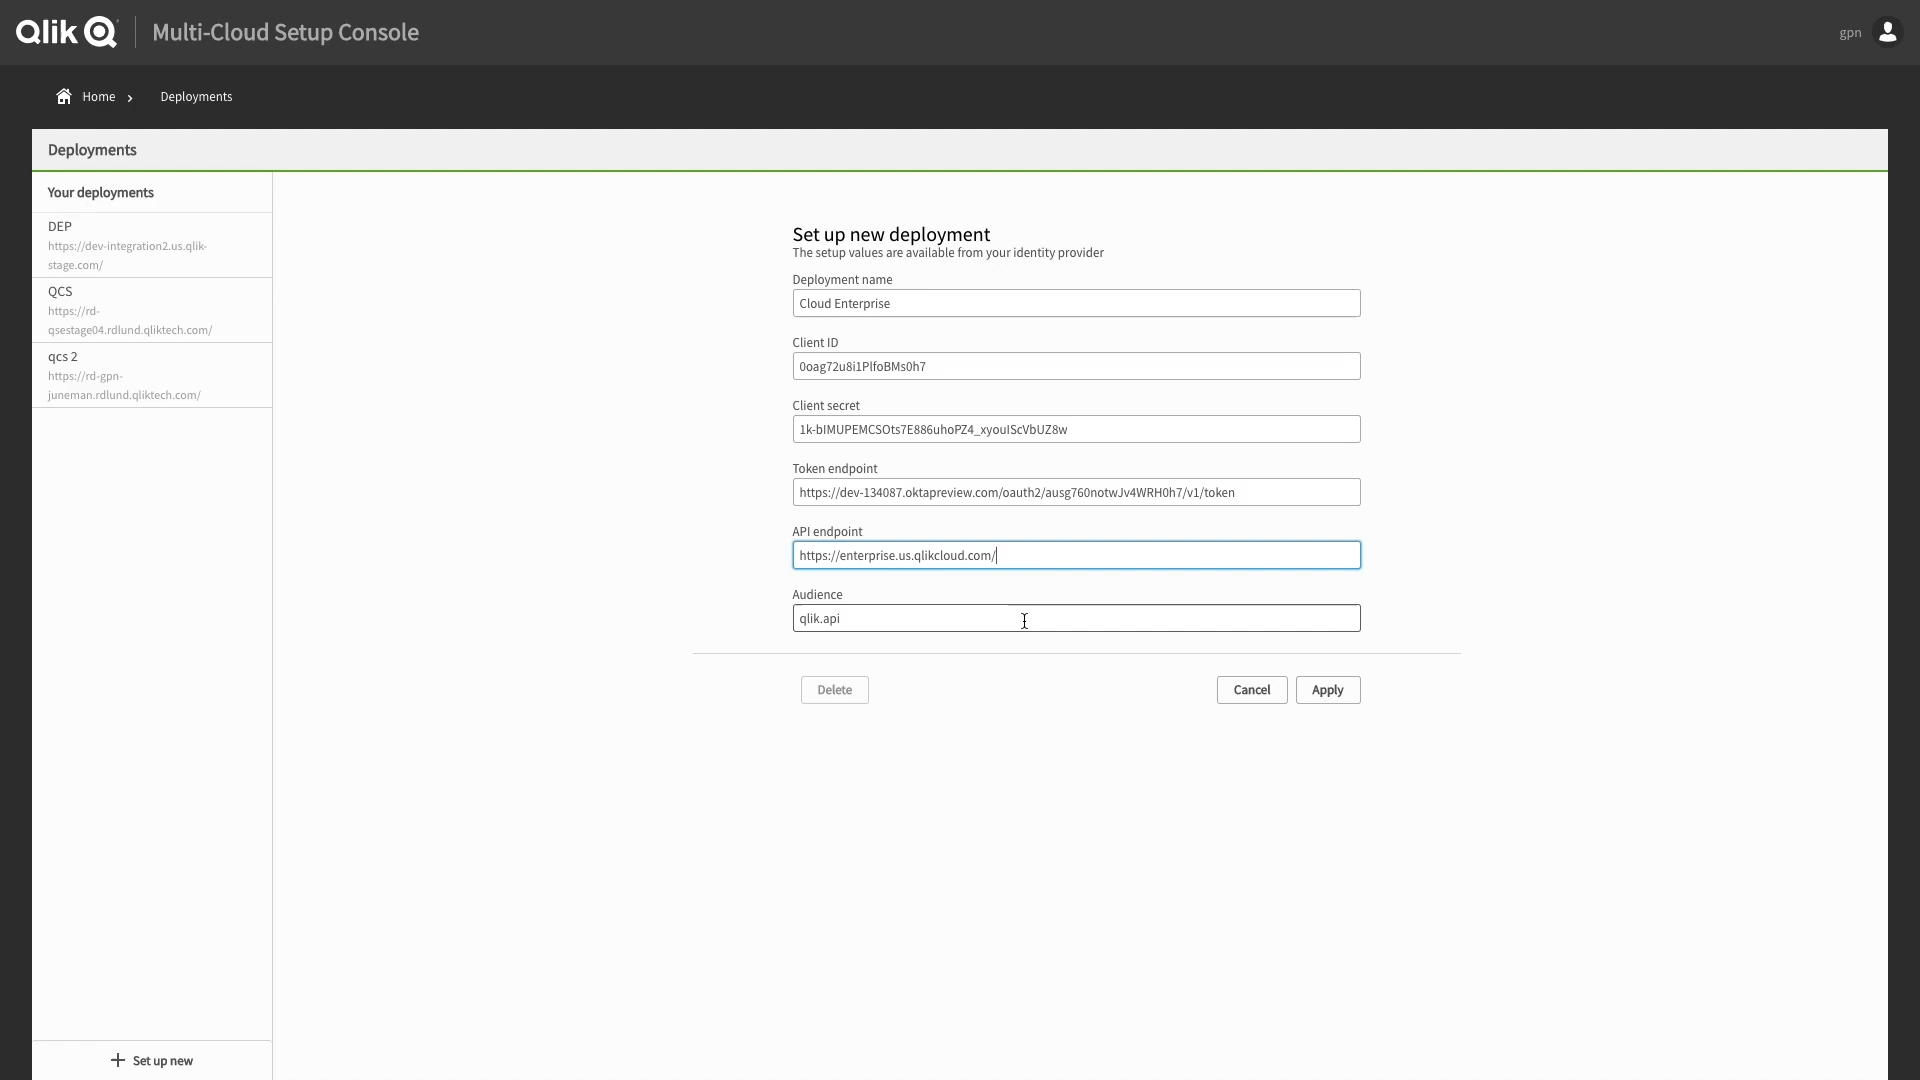 Qlik Multi-Cloud Setup Console gpn
Home Deployments
Deployments
Your deployments
DEP
https://dev-integration2.us.qlik-
stage.com/
QCS
https://rd-
qsestage04.rdlund.qliktech.com/
qcs 2
https://rd-gpn-
juneman.rdlund.qliktech.com/
Set up new
Set up new deployment
The setup values are available from your identity provider
Deployment name
Cloud Enterprise
Client ID
0oag72u8i1PlfoBMs0h7
Client secret
1k-bIMUPEMCSOts7E886uhoPZ4_xyouIScVbUZ8w
Token endpoint
https://dev-134087.oktapreview.com/oauth2/ausg760notwJv4WRH0h7/v1/token
API endpoint
https://enterprise.us.qlikcloud.com/
Audience
qlik.api
Delete Cancel Apply